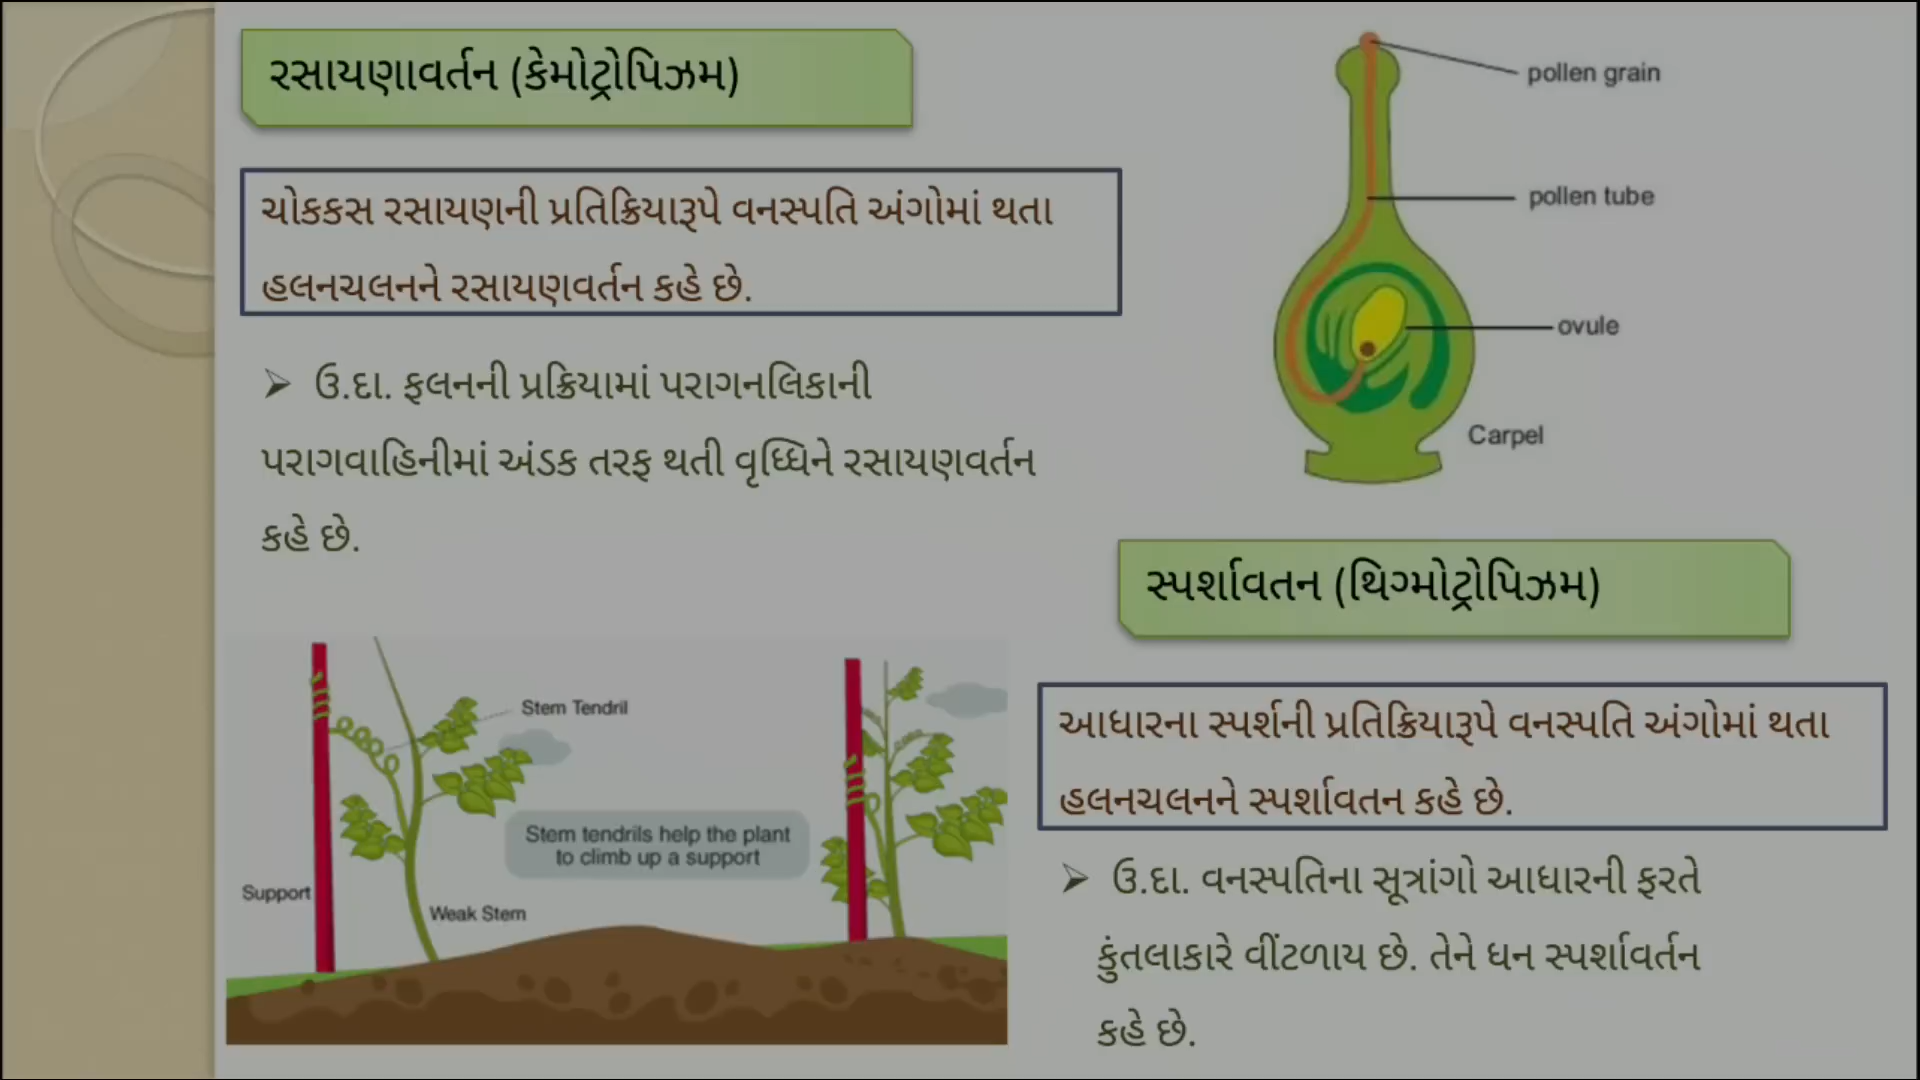 રસાયણાવર્તન (કેમોટ્રોપિઝમ)
ચોકકસ રસાયણની પ્રતિક્રિયારૂપે વનસ્પતિ અંગોમાં થતા
હલનચલનને રસાયણવર્તન કહે છે.
ઉ.દા. ફલનની પ્રક્રિયામાં પરાગનલિકાની
પરાગવાહિનીમાં અંડક તરફ થતી વૃધ્ધિને રસાયણવર્તન
કહે છે.
pollen grain
pollen tube
ovule
Carpel
સ્પર્શાવતન (થિગ્મોટ્રોપિઝમ)
આધારના સ્પર્શની પ્રતિક્રિયારૂપે વનસ્પતિ અંગોમાં થતા
હલનચલનને સ્પર્શાવતન કહે છે.
ઉ.દા. વનસ્પતિના સૂત્રાંગો આધારની ફરતે
કુંતલાકારે વીંટળાય છે. તેને ધન સ્પર્શાવર્તન
કહે છે.
Stem Tendril
Stem tendrils help the plant
to climb up a support
Support
Weak Stem